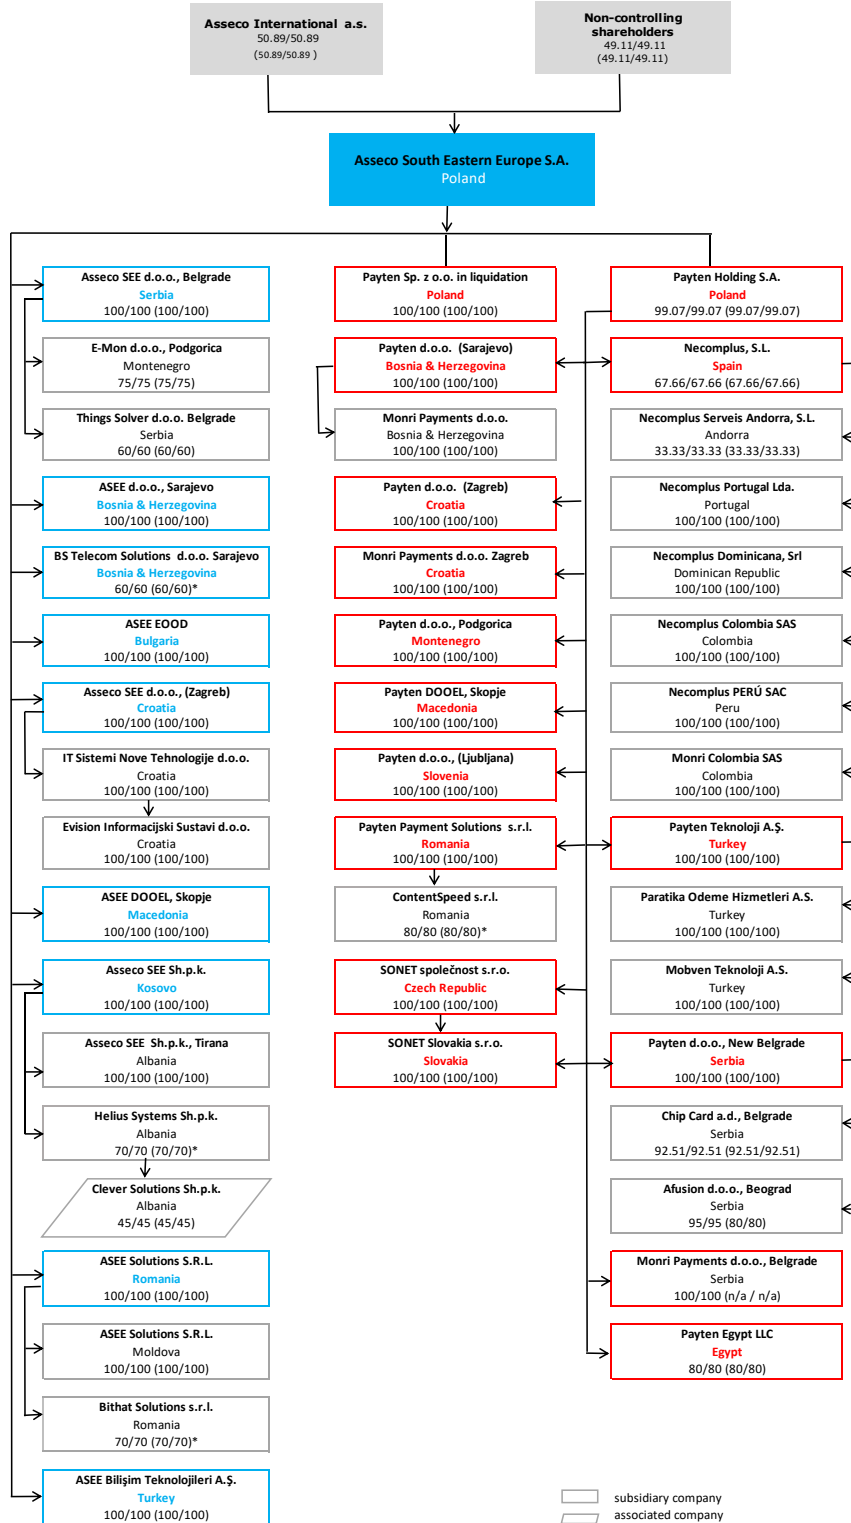 Asseco International a.s.
50.89/50.89
(50.89/50.89 )
Non-controlling
shareholders
49.11/49.11
(49.11/49.11)
Asseco South Eastern Europe S.A.
Poland
Asseco SEE d.o.o., Belgrade
Serbia
100/100 (100/100)
E-Mon d.o.o., Podgorica
Montenegro
75/75 (75/75)
Things Solver d.o.o. Belgrade
Serbia
60/60 (60/60)
ASEE d.o.o., Sarajevo
Bosnia & Herzegovina
100/100 (100/100)
BS Telecom Solutions d.o.o. Sarajevo
Bosnia & Herzegovina
60/60 (60/60)*
ASEE EOOD
Bulgaria
100/100 (100/100)
Asseco SEE d.o.o., (Zagreb)
Croatia
100/100 (100/100)
IT Sistemi Nove Tehnologije d.o.o.
Croatia
100/100 (100/100)
Evision Informacijski Sustavi d.o.o.
Croatia
100/100 (100/100)
ASEE DOOEL, Skopje
Macedonia
100/100 (100/100)
Asseco SEE Sh.p.k.
Kosovo
100/100 (100/100)
Asseco SEE Sh.p.k., Tirana
Albania
100/100 (100/100)
Helius Systems Sh.p.k.
Albania
70/70 (70/70)*
Clever Solutions Sh.p.k.
Albania
45/45 (45/45)
ASEE Solutions S.R.L.
Romania
100/100 (100/100)
ASEE Solutions S.R.L.
Moldova
100/100 (100/100)
Bithat Solutions s.r.l.
Romania
70/70 (70/70)*
ASEE Bilişim Teknolojileri A.Ş.
Turkey
100/100 (100/100)
Payten Sp. z o.o. in liquidation
Poland
100/100 (100/100)
Payten d.o.o. (Sarajevo)
Bosnia & Herzegovina
100/100 (100/100)
Monri Payments d.o.o.
Bosnia & Herzegovina
100/100 (100/100)
Payten d.o.o. (Zagreb)
Croatia
100/100 (100/100)
Monri Payments d.o.o. Zagreb
Croatia
100/100 (100/100)
Payten d.o.o., Podgorica
Montenegro
100/100 (100/100)
Payten DOOEL, Skopje
Macedonia
100/100 (100/100)
Payten d.o.o., (Ljubljana)
Slovenia
100/100 (100/100)
Payten Payment Solutions s.r.l.
Romania
100/100 (100/100)
ContentSpeed s.r.l.
Romania
80/80 (80/80)*
SONET společnost s.r.o.
Czech Republic
100/100 (100/100)
SONET Slovakia s.r.o.
Slovakia
100/100 (100/100)
Payten Holding S.A.
Poland
99.07/99.07 (99.07/99.07)
Necomplus, S.L.
Spain
67.66/67.66 (67.66/67.66)
Necomplus Serveis Andorra, S.L.
Andorra
33.33/33.33 (33.33/33.33)
Necomplus Portugal Lda.
Portugal
100/100 (100/100)
Necomplus Dominicana, Srl
Dominican Republic
100/100 (100/100)
Necomplus Colombia SAS
Colombia
100/100 (100/100)
Necomplus PERÚ SAC
Peru
100/100 (100/100)
Monri Colombia SAS
Colombia
100/100 (100/100)
Payten Teknoloji A.Ş.
Turkey
100/100 (100/100)
Paratika Odeme Hizmetleri A.S.
Turkey
100/100 (100/100)
Mobven Teknoloji A.S.
Turkey
100/100 (100/100)
Payten d.o.o., New Belgrade
Serbia
100/100 (100/100)
Chip Card a.d., Belgrade
Serbia
92.51/92.51 (92.51/92.51)
Afusion d.o.o., Beograd
Serbia
95/95 (80/80)
Monri Payments d.o.o., Belgrade
Serbia
100/100 (n/a / n/a)
Payten Egypt LLC
Egypt
80/80 (80/80)
subsidiary company
associated company